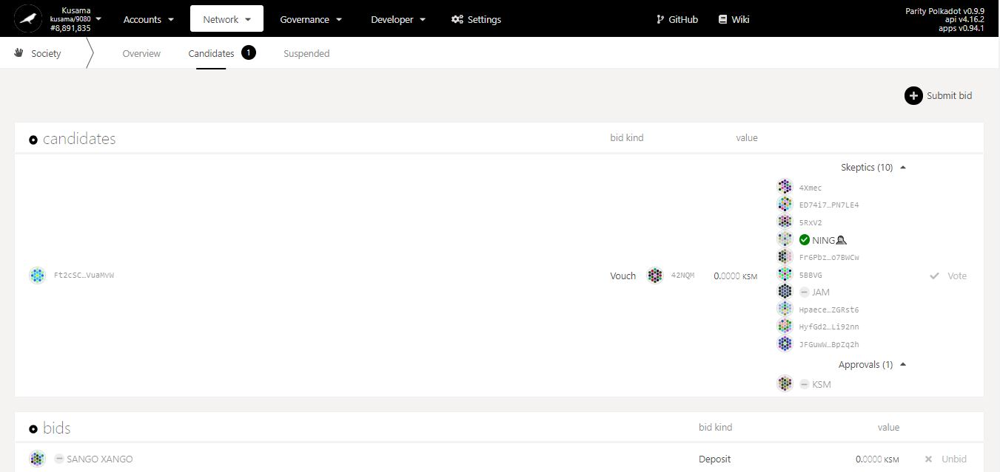 Kusama
kusama/9080
#8,891,835
Accounts
Network
Governance
Developer
Settings
GitHub
Wiki
Parity Polkadot v0.9.9
api v4.16.2
apps v0.94.1
Society
Overview
Candidates 1
Suspended
Submit bid
candidates bid kind value
Ft2cSC…VuaMvW Vouch 42NQM 0.0000 KSM
Skeptics (10)
4Xmec
ED74i7…PN7LE4
5RxV2
NING
Fr6Pbz…o7BWCw
5BBVG
JAM
Hpaece…ZGRst6
HyfGd2…Li92nn
JFGuwW…BpZq2h
Approvals (1)
KSM
Vote
bids bid kind value
SANGO XANGO Deposit 0.0000 KSM Unbid